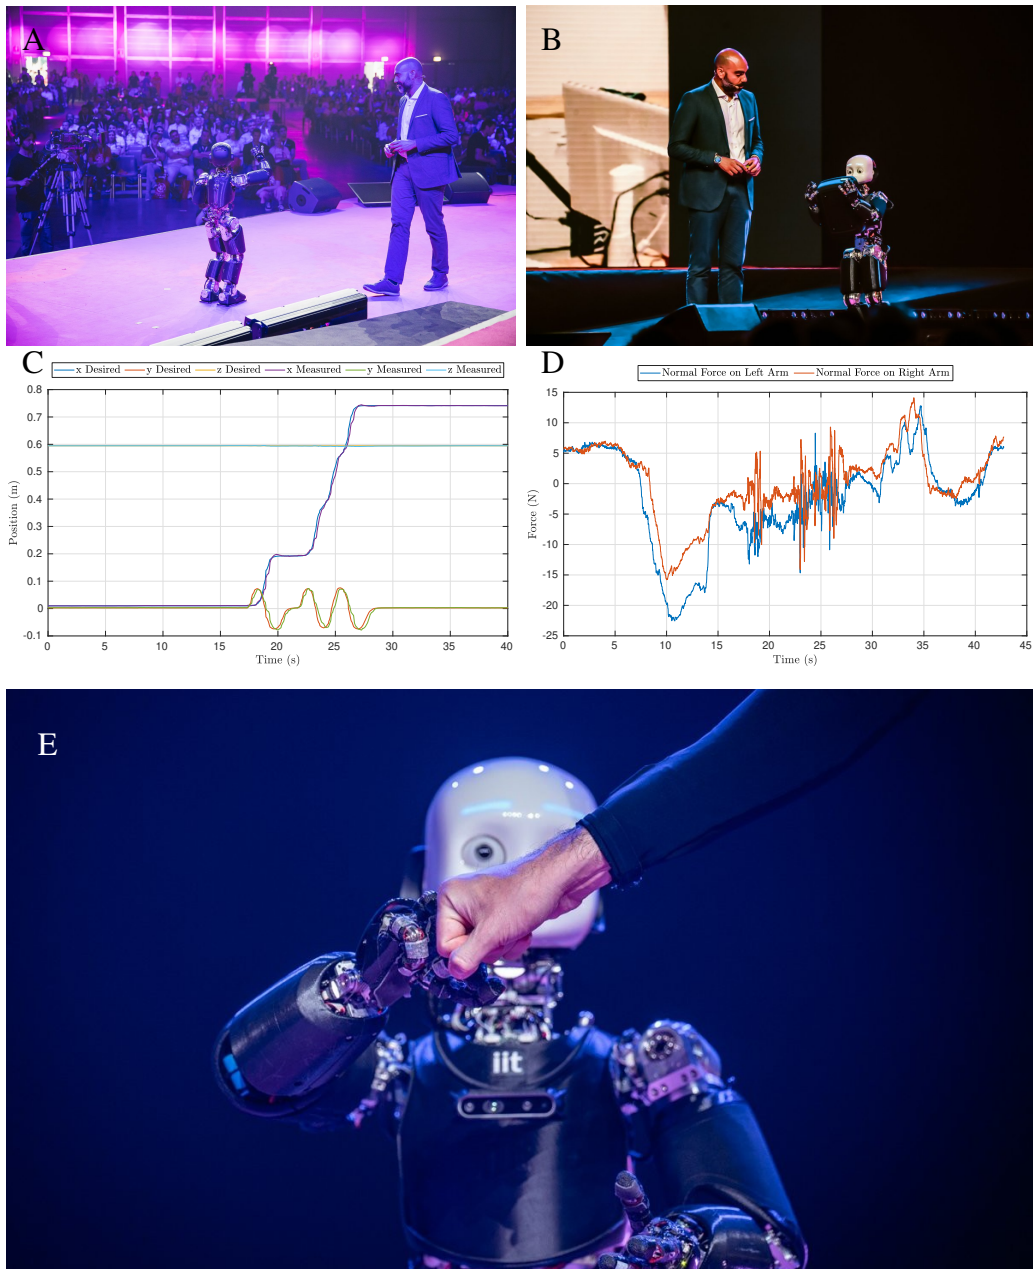 A
B
C
x Desired y Desired z Desired x Measured y Measured z Measured
0.8
0.7
0.6
0.5
0.4
0.3
0.2
0.1
0
-0.1
Position (m)
0 5 10 15 20 25 30 35 40
Time (s)
D
Normal Force on Left Arm Normal Force on Right Arm
15
10
5
0
-5
-10
-15
-20
-25
Force (N)
0 5 10 15 20 25 30 35 40 45
Time (s)
E
iit